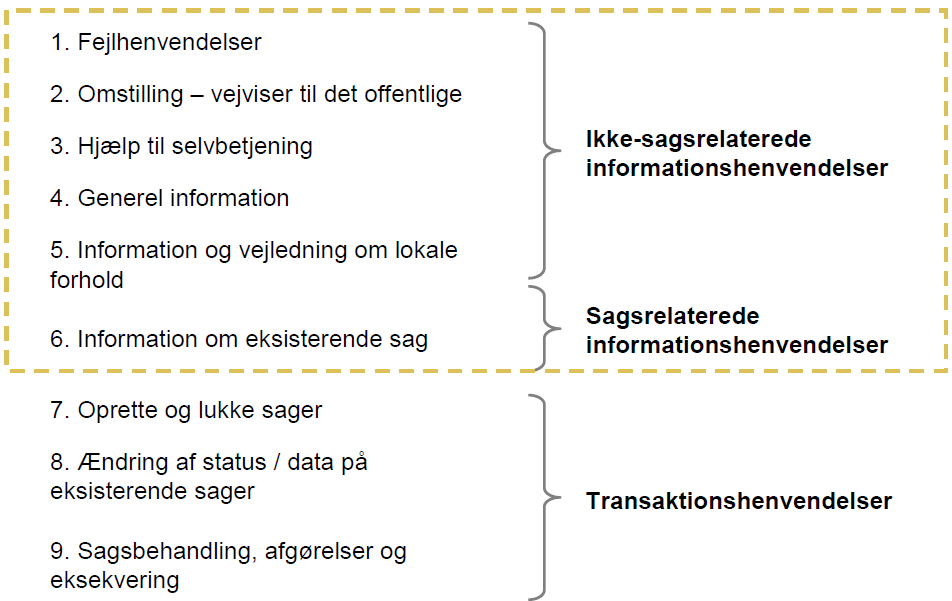 1. Fejlhenvendelser
2. Omstilling – vejviser til det offentlige
3. Hjælp til selvbetjening
4. Generel information
5. Information og vejledning om lokale
forhold
Ikke-sagsrelaterede
informationshenvendelser
6. Information om eksisterende sag
Sagsrelaterede
informationshenvendelser
7. Oprette og lukke sager
8. Ændring af status / data på
eksisterende sager
9. Sagsbehandling, afgørelser og
eksekvering
Transaktionshenvendelser